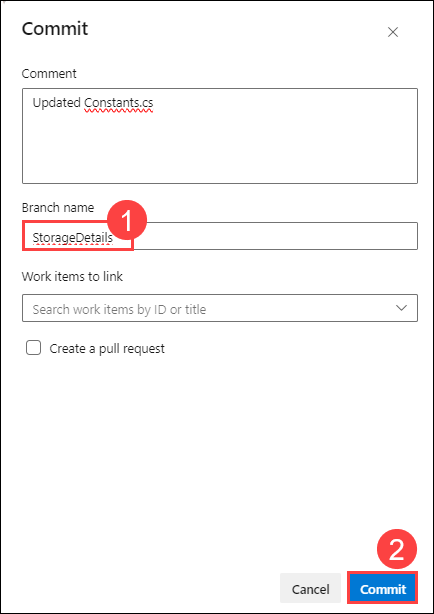 Commit
Comment
Updated Constants.cs
Branch name
1
StorageDetails
Work items to link
Search work items by ID or title
Create a pull request
2
Cancel
Commit